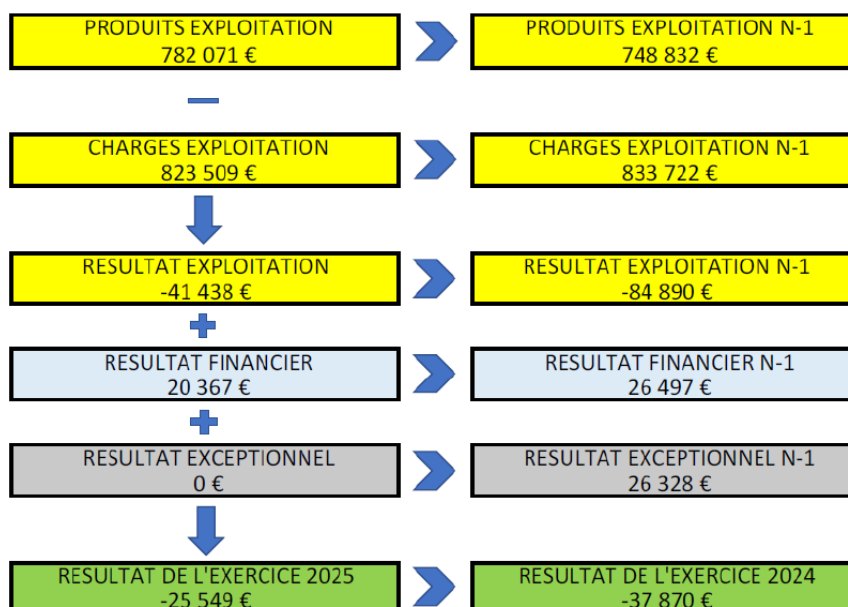 PRODUITS EXPLOITATION
782 071 €
PRODUITS EXPLOITATION N-1
748 832 €
CHARGES EXPLOITATION
823 509 €
CHARGES EXPLOITATION N-1
833 722 €
RESULTAT EXPLOITATION
-41 438 €
RESULTAT EXPLOITATION N-1
-84 890 €
RESULTAT FINANCIER
20 367 €
RESULTAT FINANCIER N-1
26 497 €
RESULTAT EXCEPTIONNEL
0 €
RESULTAT EXCEPTIONNEL N-1
26 328 €
RESULTAT DE L'EXERCICE 2025
-25 549 €
RESULTAT DE L'EXERCICE 2024
-37 870 €